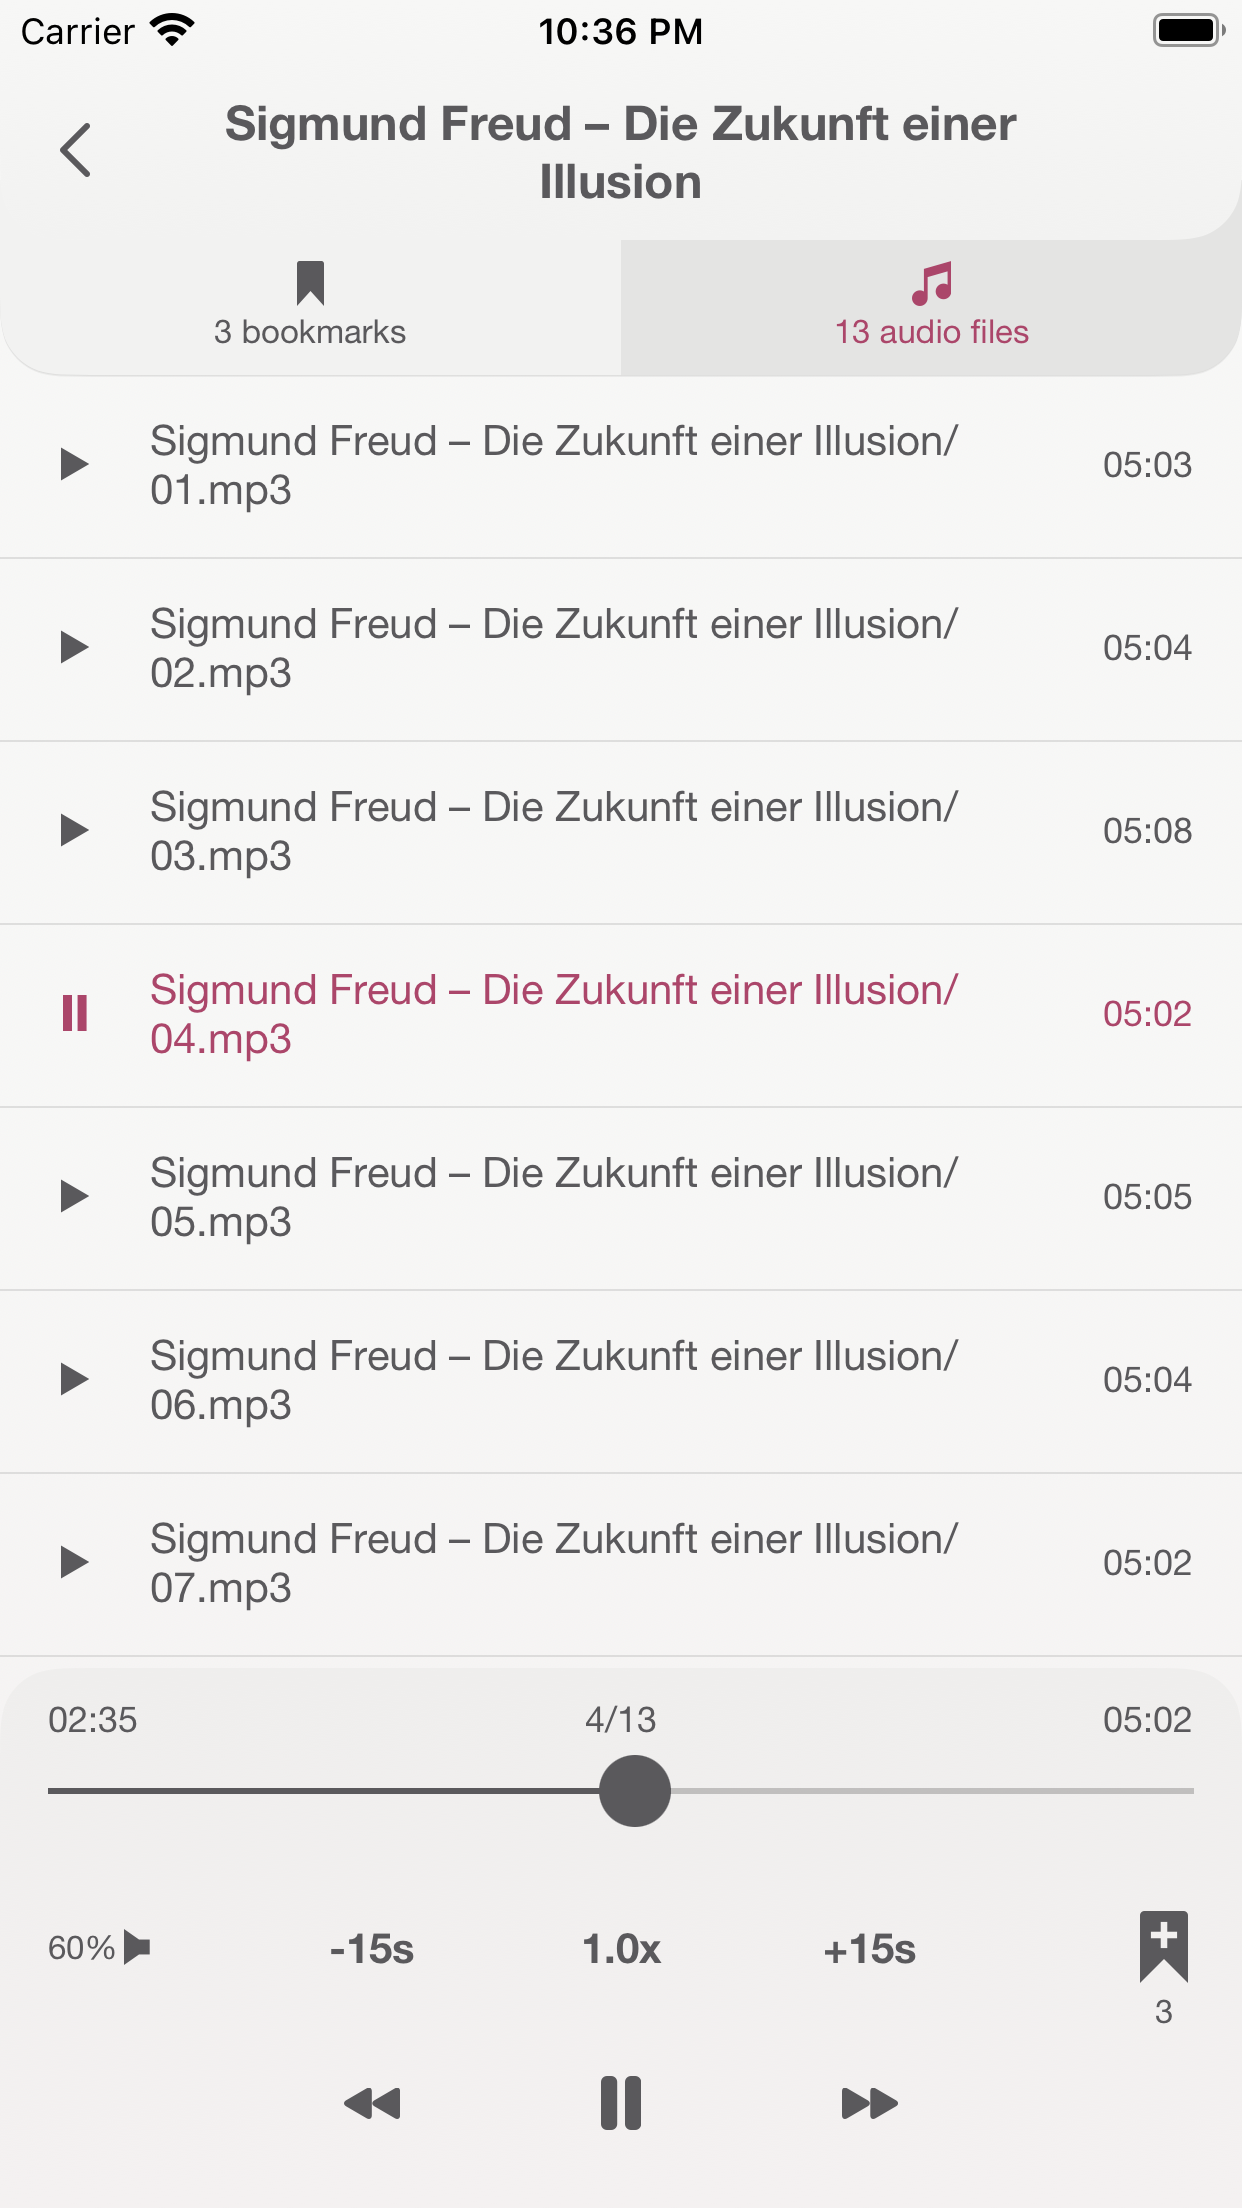 Carrier 10:36 PM
Sigmund Freud – Die Zukunft einer
Illusion
3 bookmarks
13 audio files
Sigmund Freud – Die Zukunft einer Illusion/
01.mp3
05:03
Sigmund Freud – Die Zukunft einer Illusion/
02.mp3
05:04
Sigmund Freud – Die Zukunft einer Illusion/
03.mp3
05:08
Sigmund Freud – Die Zukunft einer Illusion/
04.mp3
05:02
Sigmund Freud – Die Zukunft einer Illusion/
05.mp3
05:05
Sigmund Freud – Die Zukunft einer Illusion/
06.mp3
05:04
Sigmund Freud – Die Zukunft einer Illusion/
07.mp3
05:02
02:35 4/13 05:02
60% -15s 1.0x +15s
3